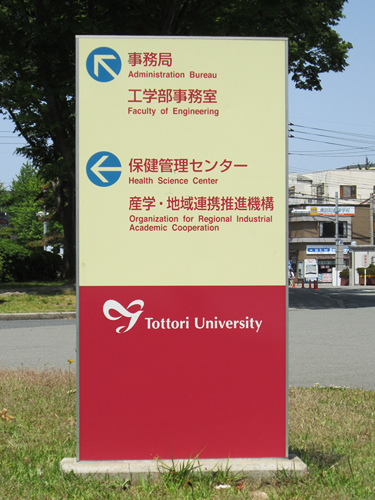 事務局
Administration Bureau
工学部事務室
Faculty of Engineering
保健管理センター
Health Science Center
産学・地域連携推進機構
Organization for Regional Industrial
Academic Cooperation
Tottori University